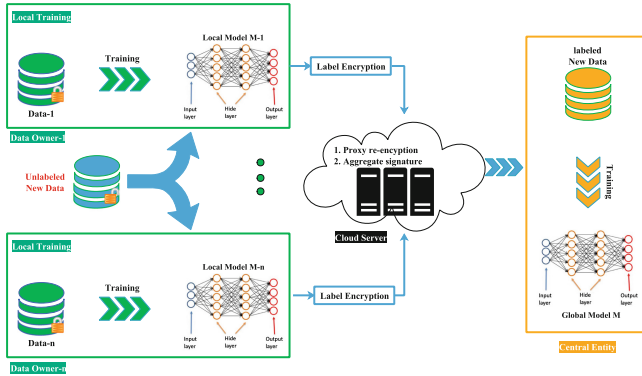 Local Training
Training
Local Model M-1
Input
layer
Hide
layer
Output
layer
Data-1
Data Owner-1
Label Encryption
Unlabeled
New Data
1. Proxy re-encyption
2. Aggregate signature
Cloud Server
Local Training
Training
Local Model M-n
Input
layer
Hide
layer
Output
layer
Data-n
Data Owner-n
Label Encryption
labeled
New Data
Training
Input
layer
Hide
layer
Output
layer
Global Model M
Central Entity